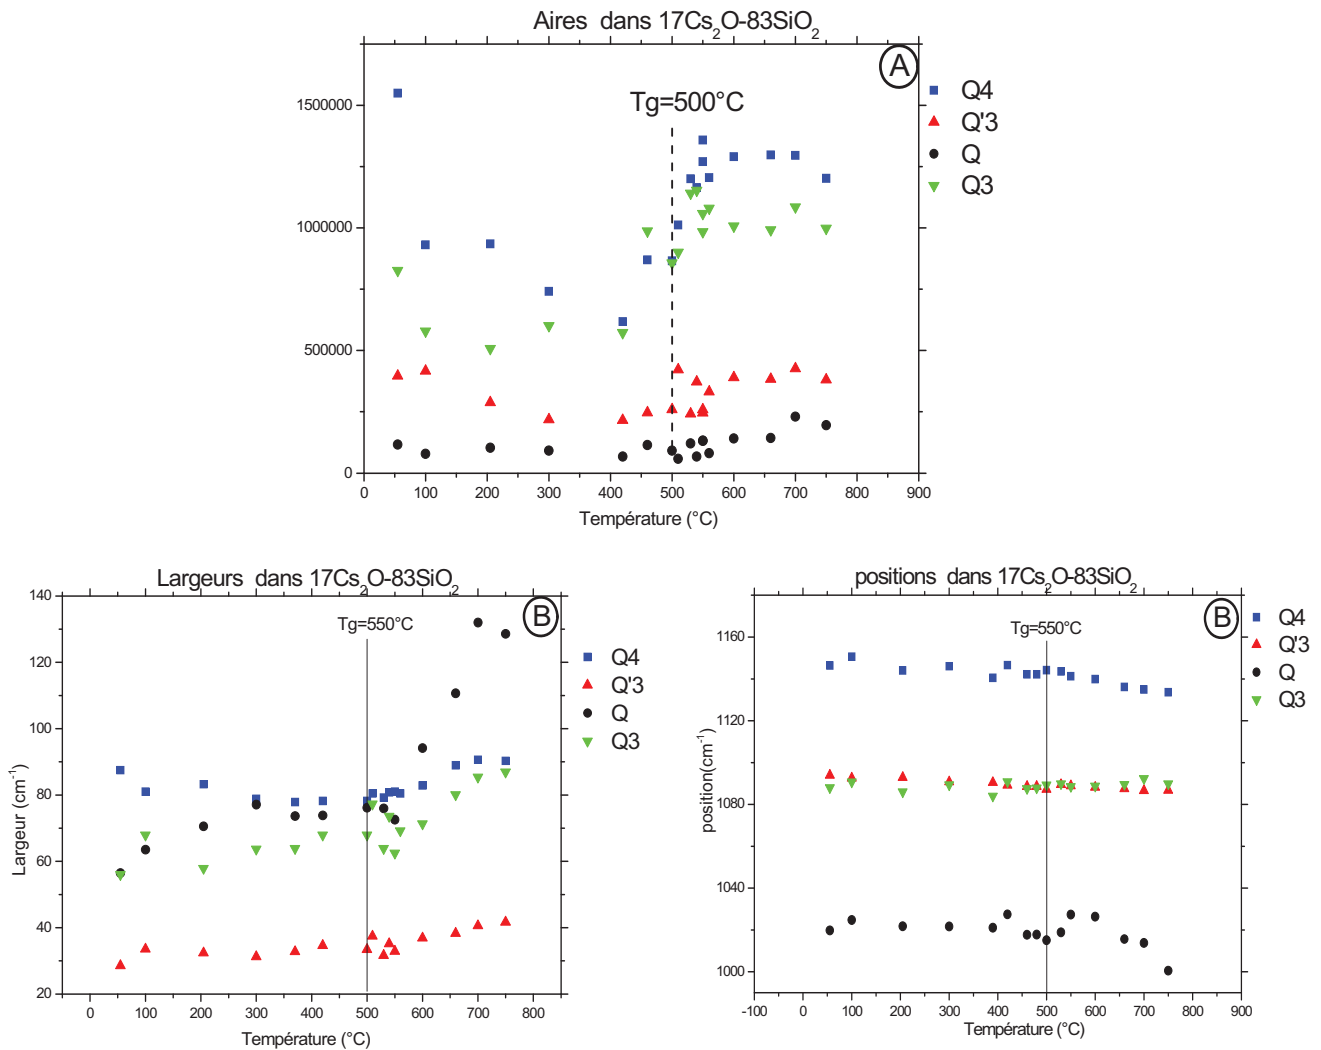 Aires dans 17Cs2O-83SiO2
A
Tg=500°C
Q4
Q'3
Q
Q3
1500000
1000000
500000
0
0 100 200 300 400 500 600 700 800 900
Température (°C)
Largeurs dans 17Cs2O-83SiO2
B
Tg=550°C
Q4
Q'3
Q
Q3
140
120
100
80
60
40
20
Largeur (cm-1)
0 100 200 300 400 500 600 700 800
Température (°C)
positions dans 17Cs2O-83SiO2
B
Tg=550°C
Q4
Q'3
Q
Q3
1160
1120
1080
1040
1000
position(cm-1)
-100 0 100 200 300 400 500 600 700 800 900
Température (°C)